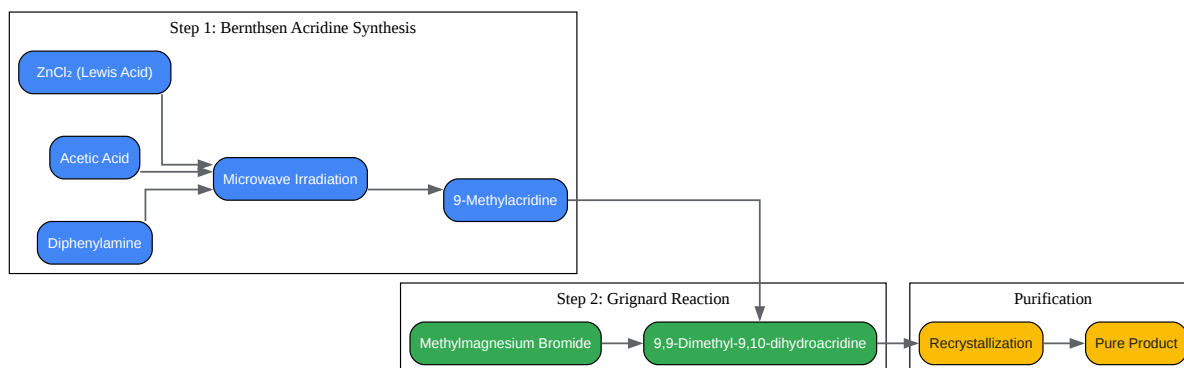 Step 1: Bernthsen Acridine Synthesis
ZnCl₂ (Lewis Acid)
Acetic Acid
Microwave Irradiation
9-Methylacridine
Diphenylamine
Step 2: Grignard Reaction
Methylmagnesium Bromide
9,9-Dimethyl-9,10-dihydroacridine
Purification
Recrystallization
Pure Product